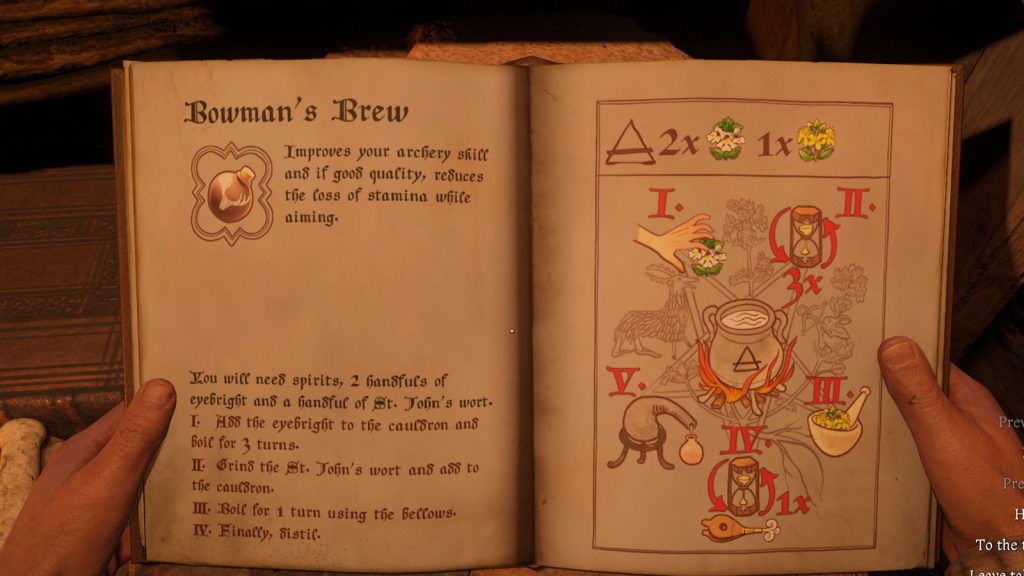 Bowman's Brew
Improves your archery skill
and if good quality, reduces
the loss of stamina while
aiming.
You will need spirits, 2 handfuls of
eyebright and a handful of St. John's wort.
I. Add the eyebright to the cauldron and
boil for 3 turns.
II. Grind the St. John's wort and add to
the cauldron.
III. Boil for 1 turn using the bellows.
IV. Finally, distil.
2x 1x
I. II.
3x
V. III.
IV.
1x
To the